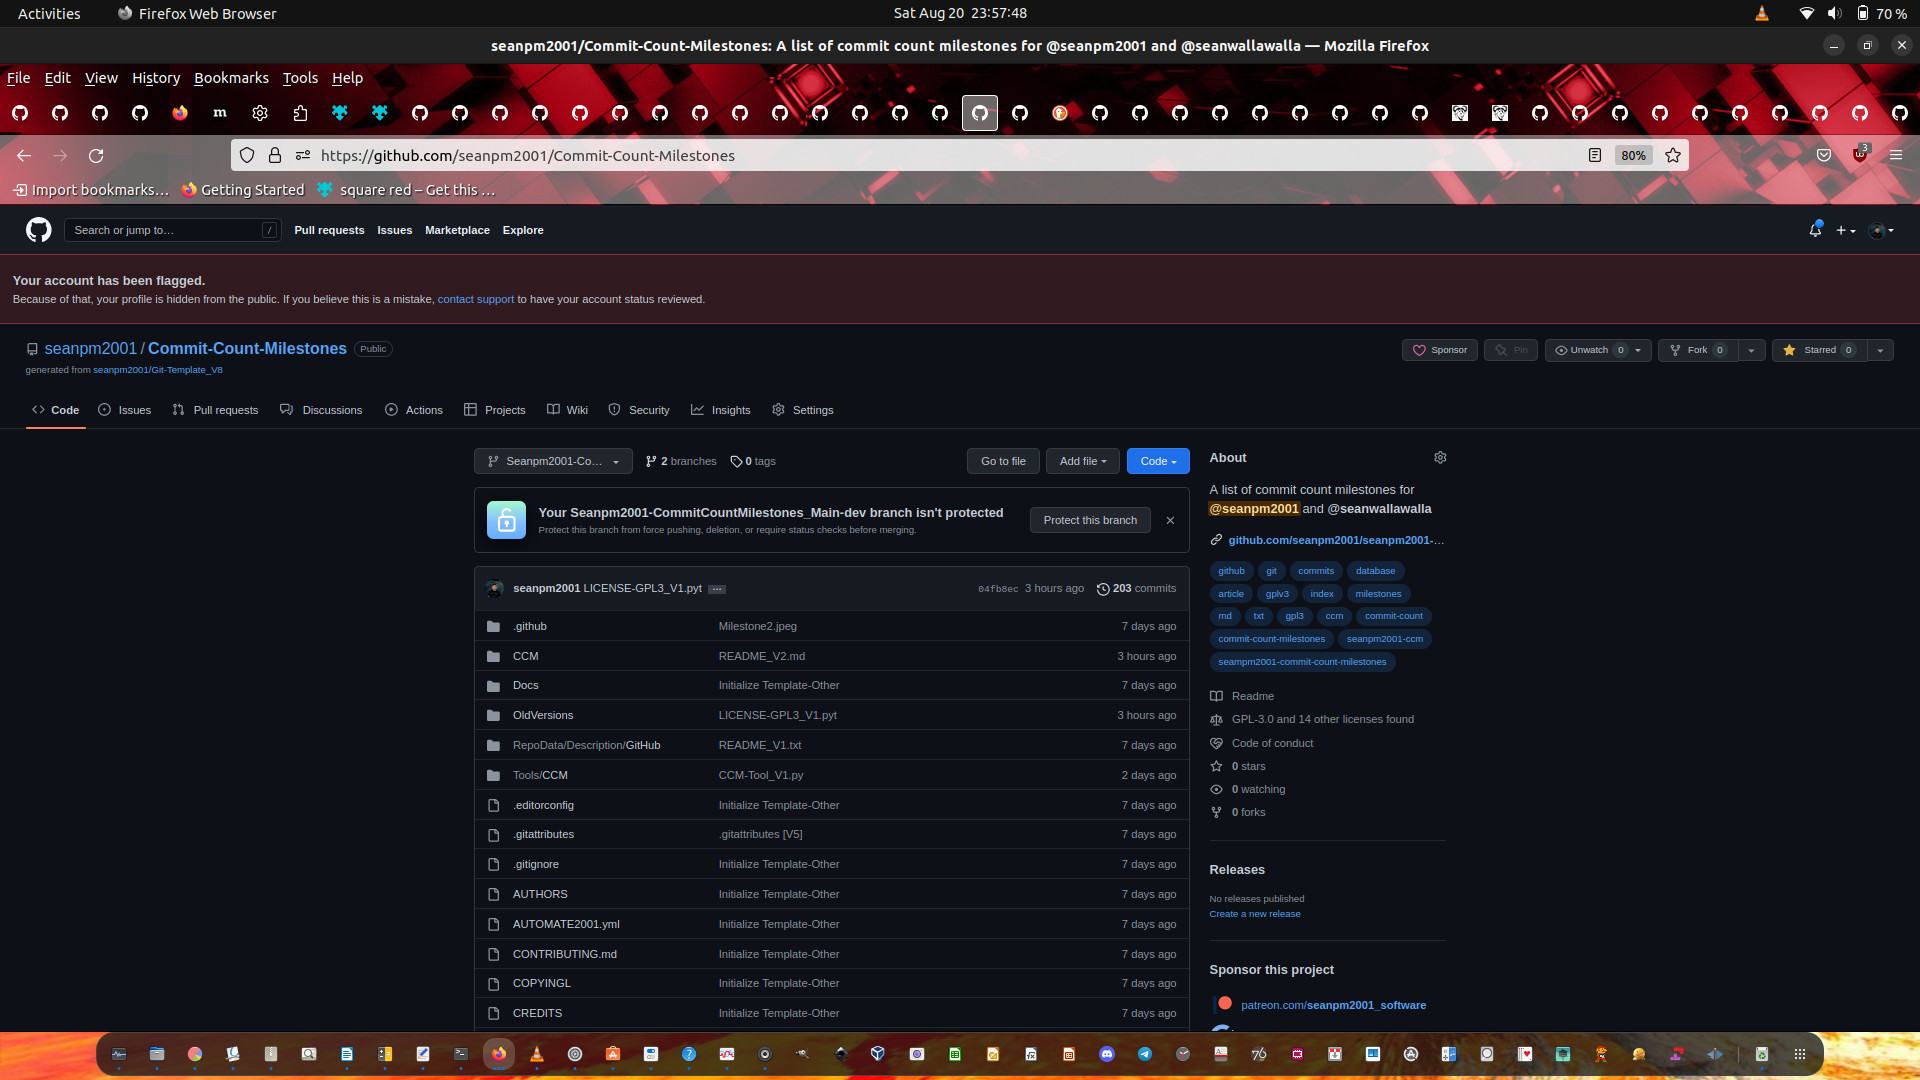 Activities
Firefox Web Browser
Sat Aug 20 23:57:48
70 %
seanpm2001/Commit-Count-Milestones: A list of commit count milestones for @seanpm2001 and @seanwallawalla — Mozilla Firefox
File Edit View History Bookmarks Tools Help
m
https://github.com/seanpm2001/Commit-Count-Milestones
80%
3
Import bookmarks… Getting Started square red – Get this …
Search or jump to… /
Pull requests Issues Marketplace Explore
Your account has been flagged.
Because of that, your profile is hidden from the public. If you believe this is a mistake, contact support to have your account status reviewed.
seanpm2001 / Commit-Count-Milestones Public
Sponsor Pin Unwatch 0 Fork 0 Starred 0
generated from seanpm2001/Git-Template_V8
Code Issues Pull requests Discussions Actions Projects Wiki Security Insights Settings
Seanpm2001-Co… 2 branches 0 tags Go to file Add file Code
Your Seanpm2001-CommitCountMilestones_Main-dev branch isn't protected
Protect this branch from force pushing, deletion, or require status checks before merging.
Protect this branch
seanpm2001 LICENSE-GPL3_V1.pyt … 04fb8ec 3 hours ago 203 commits
.github Milestone2.jpeg 7 days ago
CCM README_V2.md 3 hours ago
Docs Initialize Template-Other 7 days ago
OldVersions LICENSE-GPL3_V1.pyt 3 hours ago
RepoData/Description/GitHub README_V1.txt 7 days ago
Tools/CCM CCM-Tool_V1.py 2 days ago
.editorconfig Initialize Template-Other 7 days ago
.gitattributes .gitattributes [V5] 7 days ago
.gitignore Initialize Template-Other 7 days ago
AUTHORS Initialize Template-Other 7 days ago
AUTOMATE2001.yml Initialize Template-Other 7 days ago
CONTRIBUTING.md Initialize Template-Other 7 days ago
COPYINGL Initialize Template-Other 7 days ago
CREDITS Initialize Template-Other 7 days ago
About
A list of commit count milestones for
@seanpm2001 and @seanwallawalla
github.com/seanpm2001/seanpm2001-…
github git commits database
article gplv3 index milestones
md txt gpl3 ccm commit-count
commit-count-milestones seanpm2001-ccm
seampm2001-commit-count-milestones
Readme
GPL-3.0 and 14 other licenses found
Code of conduct
0 stars
0 watching
0 forks
Releases
No releases published
Create a new release
Sponsor this project
patreon.com/seanpm2001_software
76